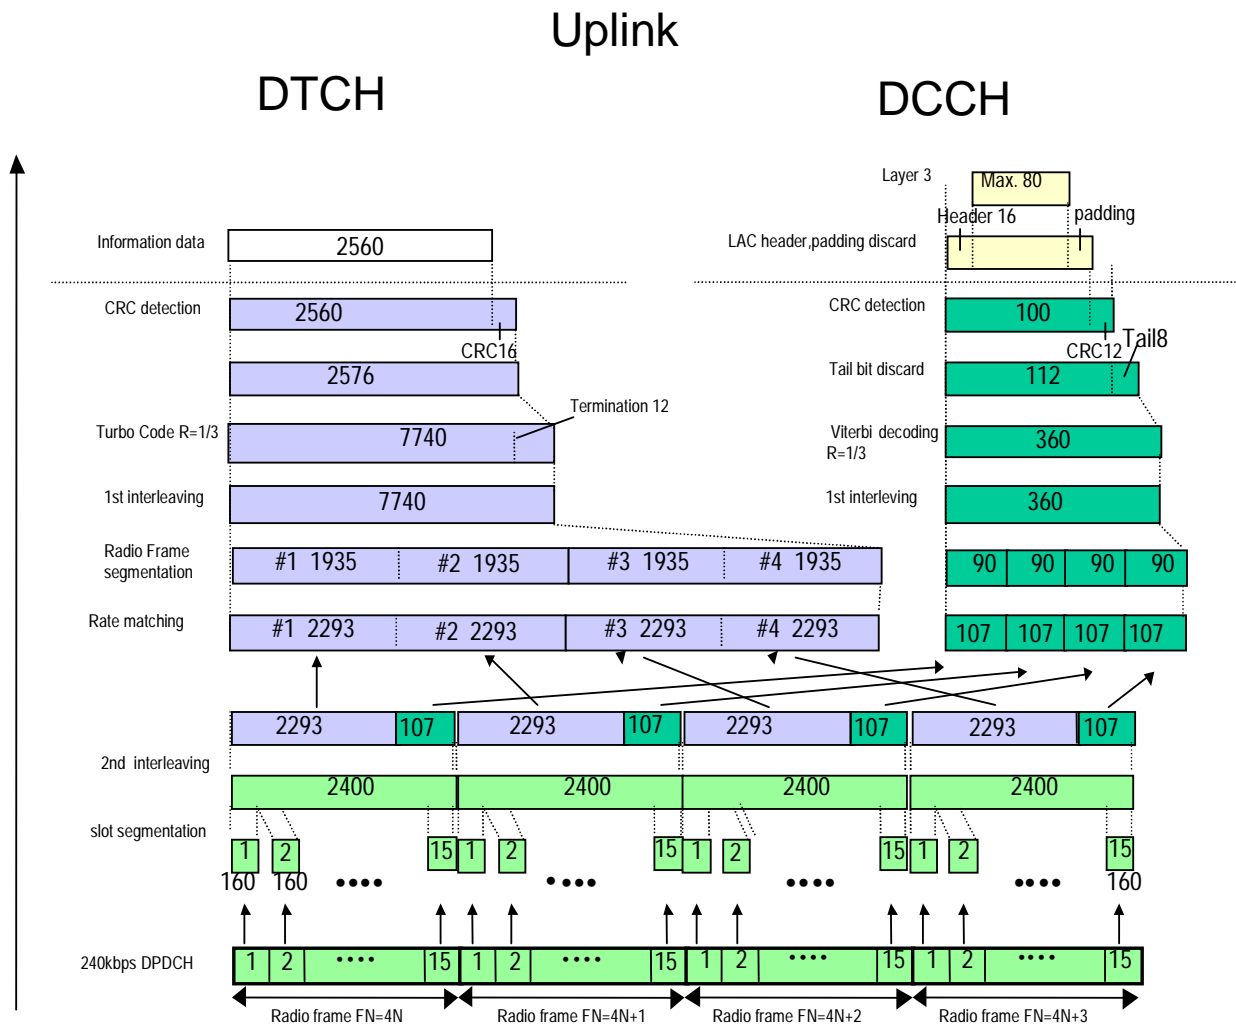 Uplink
DTCH
DCCH
Layer 3
Max. 80
Header 16
padding
Information data
2560
LAC header,padding discard
CRC detection
2560
CRC16
CRC detection
100
CRC12
Tail8
2576
Tail bit discard
112
Termination 12
Turbo Code R=1/3
7740
Viterbi decoding
R=1/3
360
1st interleaving
7740
1st interleving
360
Radio Frame
segmentation
#1 1935
#2 1935
#3 1935
#4 1935
90
90
90
90
Rate matching
#1 2293
#2 2293
#3 2293
#4 2293
107
107
107
107
2293
107
2293
107
2293
107
2293
107
2nd interleaving
2400
2400
2400
2400
slot segmentation
1
2
15
1
2
15
1
2
15
1
2
15
160
160
160
240kbps DPDCH
1
2
15
1
2
15
1
2
15
1
2
15
Radio frame FN=4N
Radio frame FN=4N+1
Radio frame FN=4N+2
Radio frame FN=4N+3